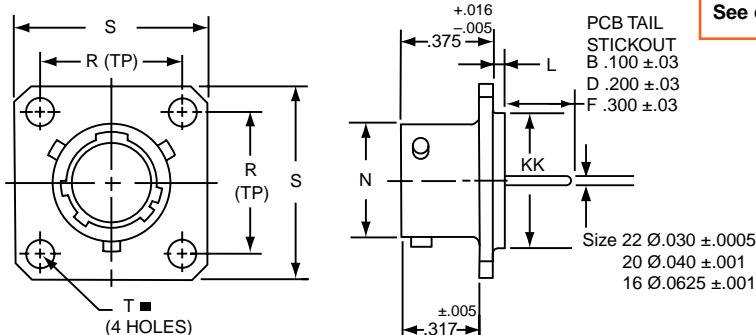 S
R (TP)
R
(TP)
S
T ■
(4 HOLES)
+.016
–.005
.375
L
N
KK
±.005
.317
PCB TAIL
STICKOUT
B .100 ±.03
D .200 ±.03
F .300 ±.03
Size 22 Ø.030 ±.0005
20 Ø.040 ±.001
16 Ø.0625 ±.001
See